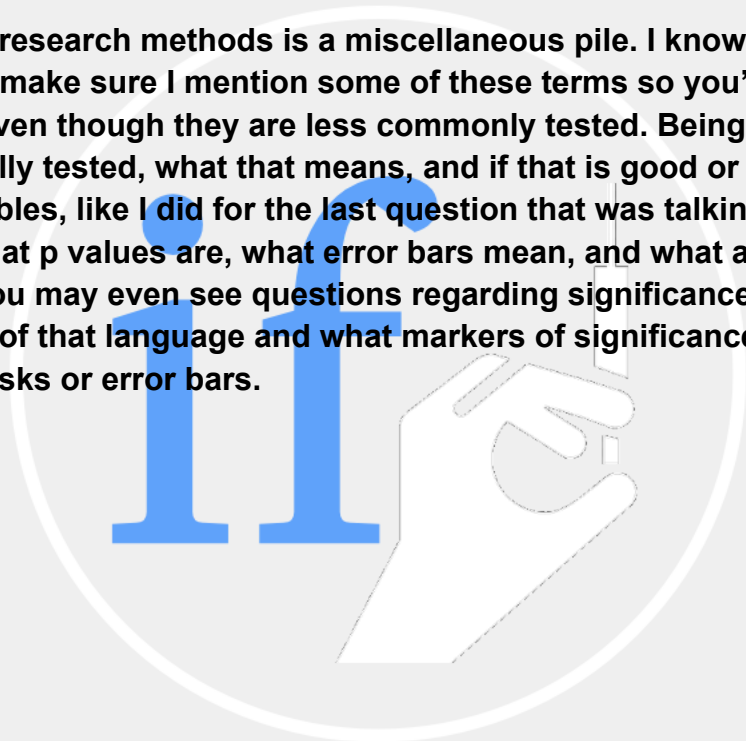 research methods is a miscellaneous pile. I know
make sure I mention some of these terms so you'
ven though they are less commonly tested. Being
lly tested, what that means, and if that is good or
bles, like I did for the last question that was talkin
at p values are, what error bars mean, and what a
ou may even see questions regarding significance
of that language and what markers of significance
sks or error bars.
if